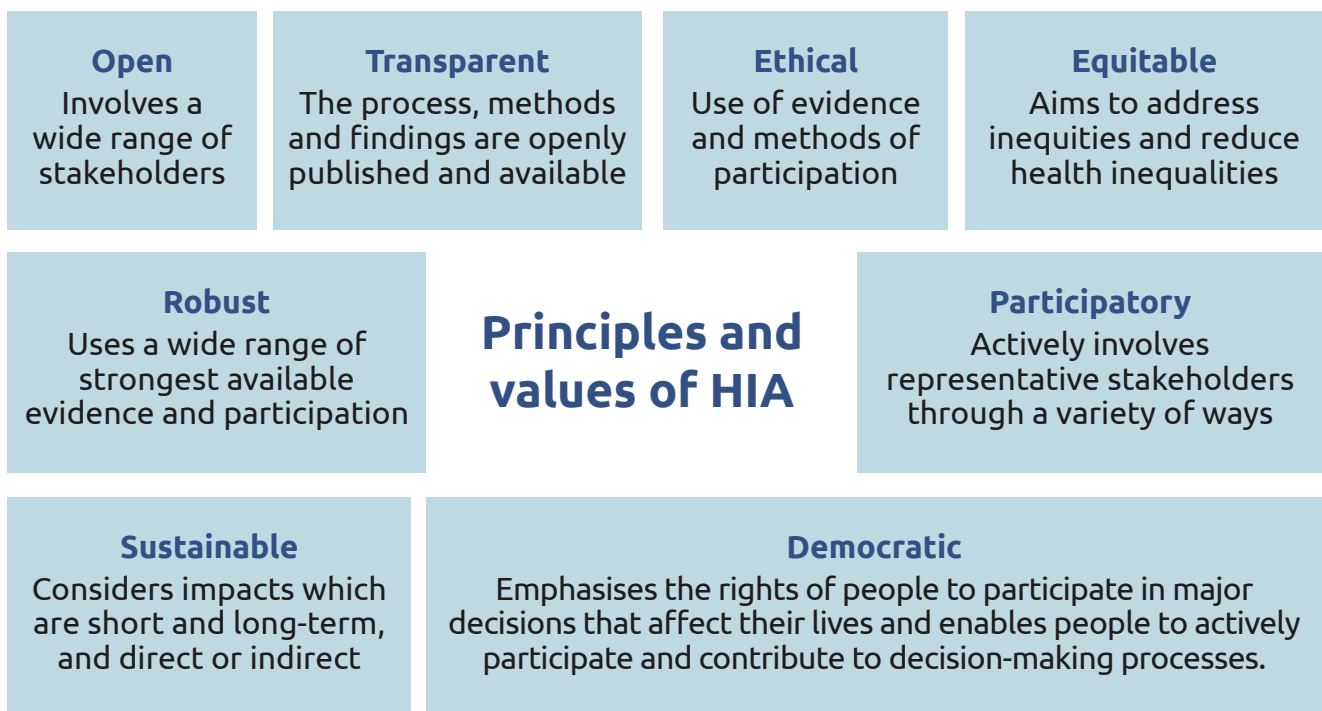 Open
Involves a
wide range of
stakeholders
Transparent
The process, methods
and findings are openly
published and available
Ethical
Use of evidence
and methods of
participation
Equitable
Aims to address
inequities and reduce
health inequalities
Robust
Uses a wide range of
strongest available
evidence and participation
Principles and
values of HIA
Participatory
Actively involves
representative stakeholders
through a variety of ways
Sustainable
Considers impacts which
are short and long-term,
and direct or indirect
Democratic
Emphasises the rights of people to participate in major
decisions that affect their lives and enables people to actively
participate and contribute to decision-making processes.